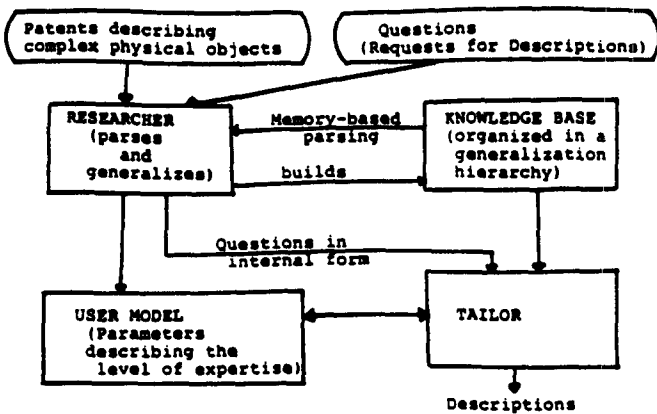 Patents describing
complex physical objects
Questions
(Requests for Descriptions)
RESEARCHER
(parses
and
generalizes)
Memory-based
parsing
KNOWLEDGE BASE
(organized in a
generalization
hierarchy)
builds
Questions in
internal form
USER MODEL
(Parameters
describing the
level of expertise)
TAILOR
Descriptions